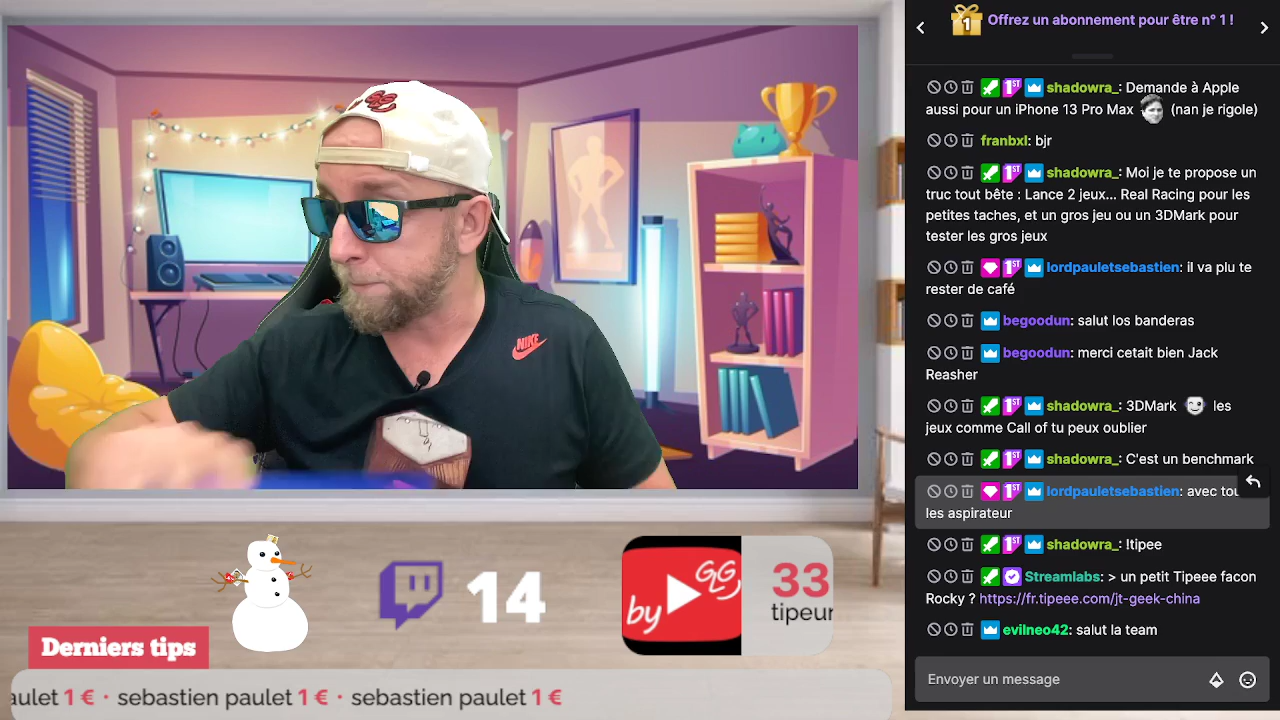 Offrez un abonnement pour être n° 1 !
1
shadowra_: Demande à Apple
aussi pour un iPhone 13 Pro Max (nan je rigole)
franbxl: bjr
shadowra_: Moi je te propose un
truc tout bête : Lance 2 jeux... Real Racing pour les
petites taches, et un gros jeu ou un 3DMark pour
tester les gros jeux
lordpauletsebastien: il va plu te
rester de café
begoodun: salut los banderas
begoodun: merci cetait bien Jack
Reasher
shadowra_: 3DMark les
jeux comme Call of tu peux oublier
shadowra_: C'est un benchmark
lordpauletsebastien: avec tou
les aspirateur
shadowra_: !tipee
Streamlabs: > un petit Tipeee facon
Rocky ? https://fr.tipeee.com/jt-geek-china
evilneo42: salut la team
Envoyer un message
NIKE
14
by GG
33
tipeur
Derniers tips
aulet 1 € · sebastien paulet 1 € · sebastien paulet 1 €